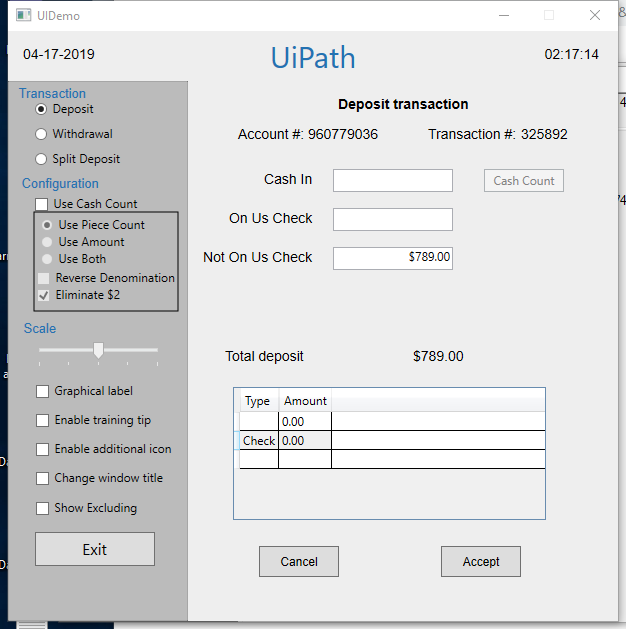 UIDemo
04-17-2019
UiPath
02:17:14
Transaction
Deposit
Withdrawal
Split Deposit
Configuration
Use Cash Count
Use Piece Count
Use Amount
Use Both
Reverse Denomination
Eliminate $2
Scale
Graphical label
Enable training tip
Enable additional icon
Change window title
Show Excluding
Exit
Deposit transaction
Account #: 960779036 Transaction #: 325892
Cash In
Cash Count
On Us Check
Not On Us Check $789.00
Total deposit $789.00
Type Amount
0.00
Check 0.00
Cancel Accept